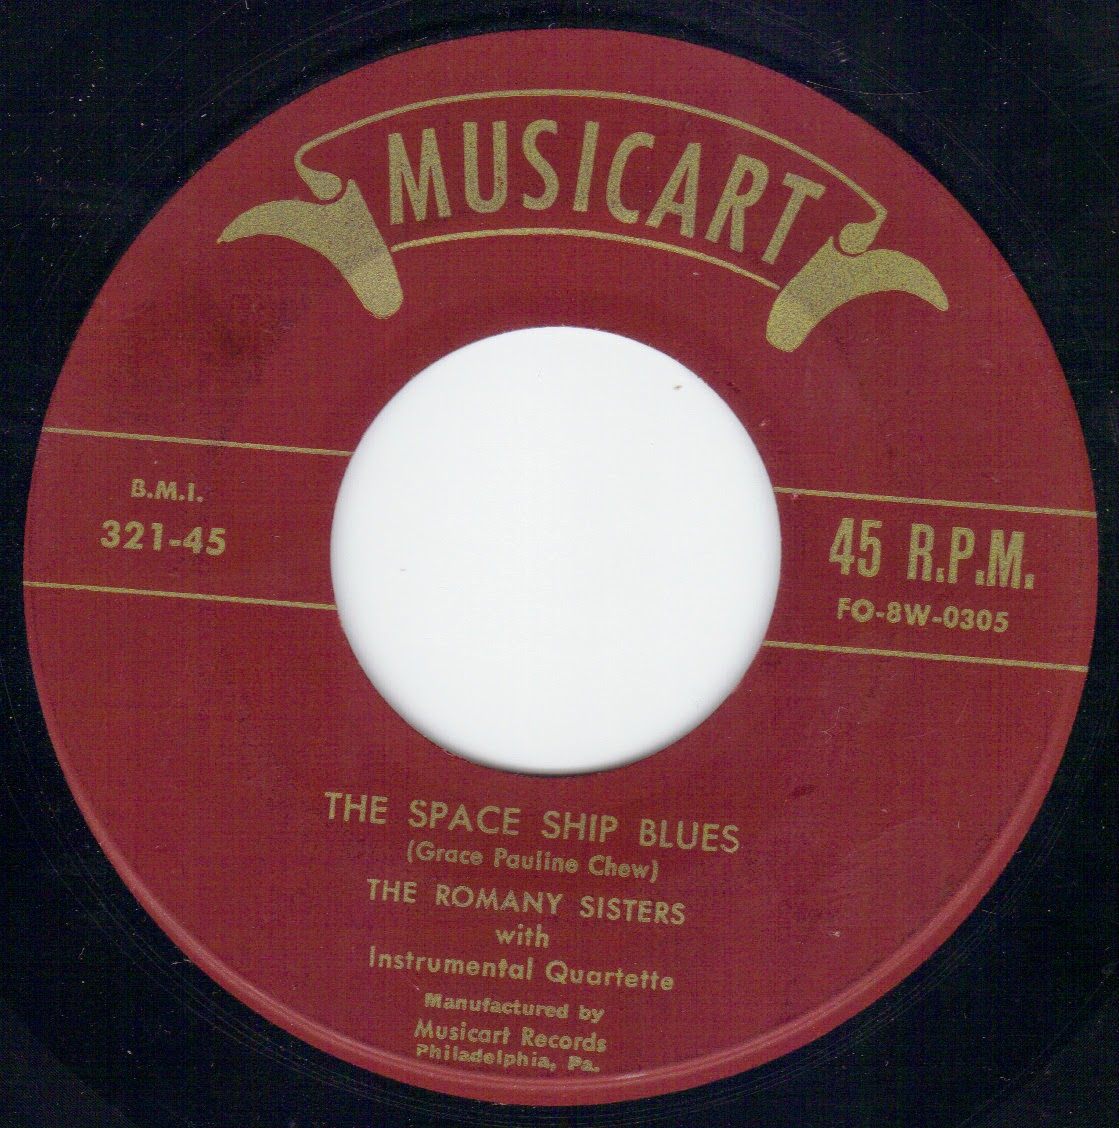 MUSICART
B.M.I.
321-45
45 R.P.M.
FO-8W-0305
THE SPACE SHIP BLUES
(Grace Pauline Chew)
THE ROMANY SISTERS
with
Instrumental Quartette
Manufactured by
Musicart Records
Philadelphia, Pa.